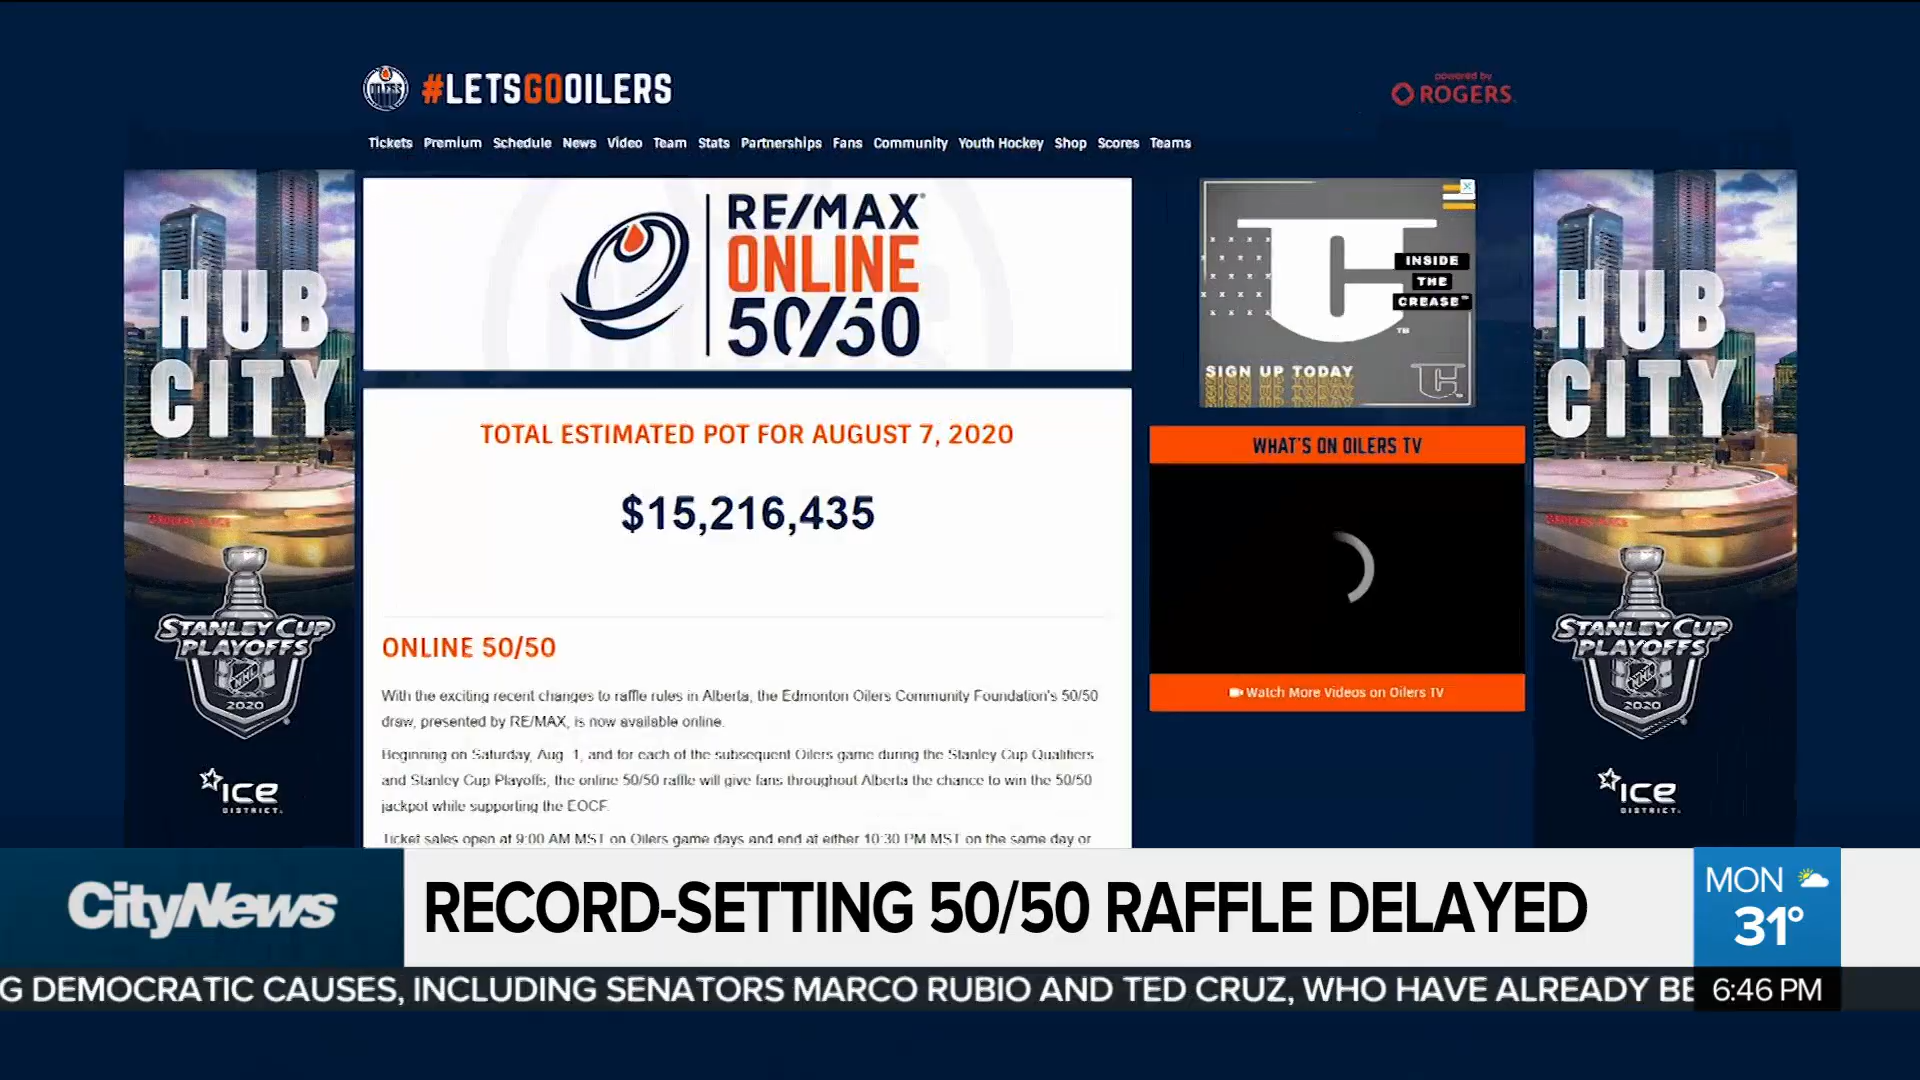 OILERS
#LETSGOOILERS
powered by
ROGERS
Tickets Premium Schedule News Video Team Stats Partnerships Fans Community Youth Hockey Shop Scores Teams
HUB
CITY
ROGERS PLACE
STANLEY CUP
PLAYOFFS
NHL
2020
ICE
DISTRICT
RE/MAX
ONLINE
50/50
TOTAL ESTIMATED POT FOR AUGUST 7, 2020
$15,216,435
ONLINE 50/50
With the exciting recent changes to raffle rules in Alberta, the Edmonton Oilers Community Foundation's 50/50
draw, presented by RE/MAX, is now available online.
Beginning on Saturday, Aug. 1, and for each of the subsequent Oilers game during the Stanley Cup Qualifiers
and Stanley Cup Playoffs, the online 50/50 raffle will give fans throughout Alberta the chance to win the 50/50
jackpot while supporting the EOCF.
Ticket sales open at 9:00 AM MST on Oilers game days and end at either 10:30 PM MST on the same day or
INSIDE
THE
CREASE™
TM
SIGN UP TODAY
WHAT'S ON OILERS TV
Watch More Videos on Oilers TV
HUB
CITY
ROGERS PLACE
STANLEY CUP
PLAYOFFS
NHL
2020
ICE
DISTRICT
CityNews
RECORD-SETTING 50/50 RAFFLE DELAYED
MON
31°
G DEMOCRATIC CAUSES, INCLUDING SENATORS MARCO RUBIO AND TED CRUZ, WHO HAVE ALREADY BE
6:46 PM